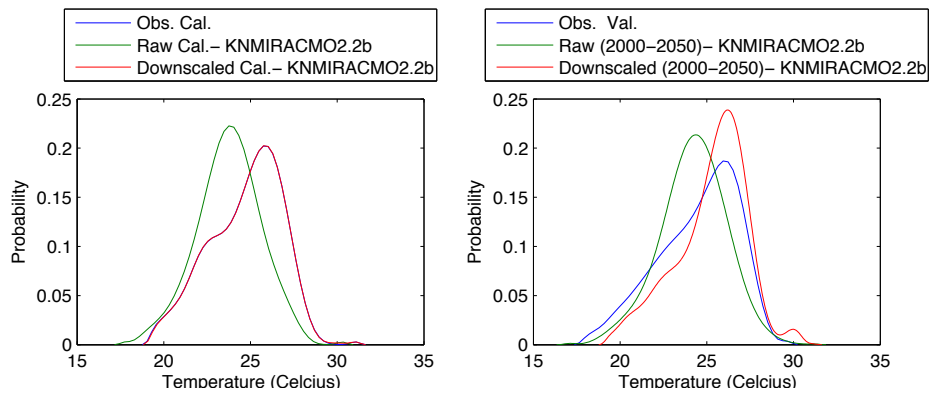 Obs. Cal.
Raw Cal.− KNMIRACMO2.2b
Downscaled Cal.− KNMIRACMO2.2b
0.25
0.2
0.15
0.1
0.05
0
Probability
15
20
25
30
35
Temperature (Celcius)
Obs. Val.
Raw (2000−2050)− KNMIRACMO2.2b
Downscaled (2000−2050)− KNMIRACMO2.2b
0.25
0.2
0.15
0.1
0.05
0
Probability
15
20
25
30
35
Temperature (Celcius)